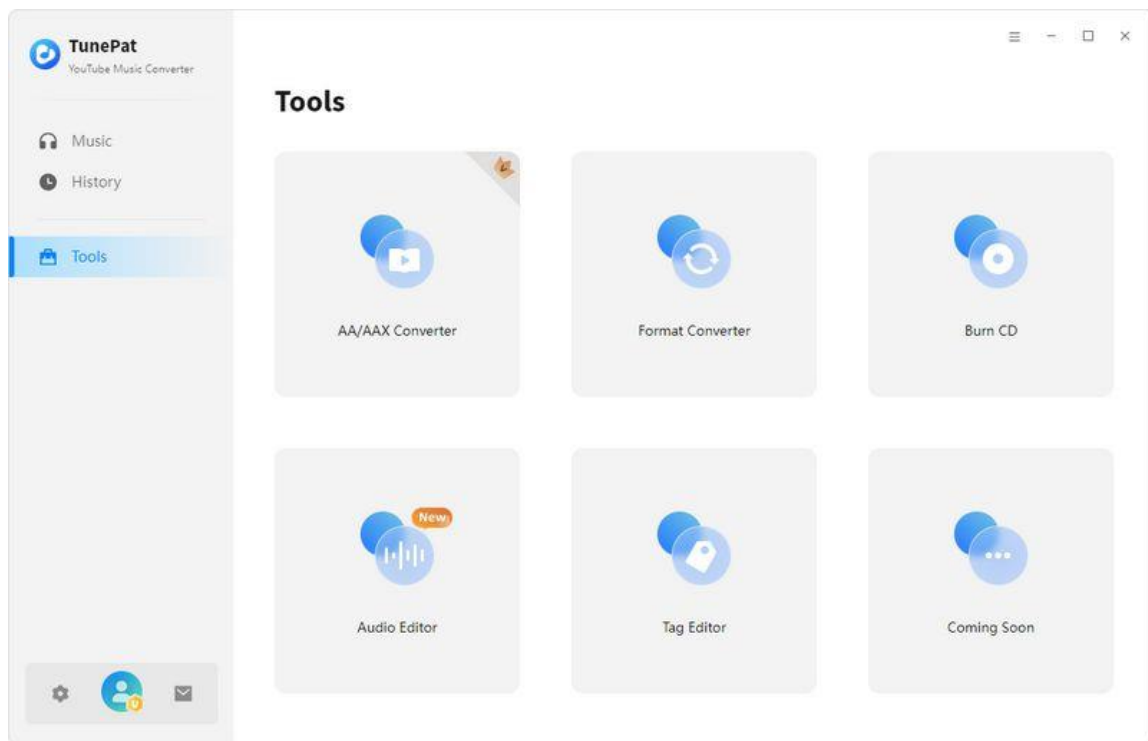 TunePat
YouTube Music Converter
Music
History
Tools
Tools
AA/AAX Converter
Format Converter
Burn CD
New
Audio Editor
Tag Editor
Coming Soon